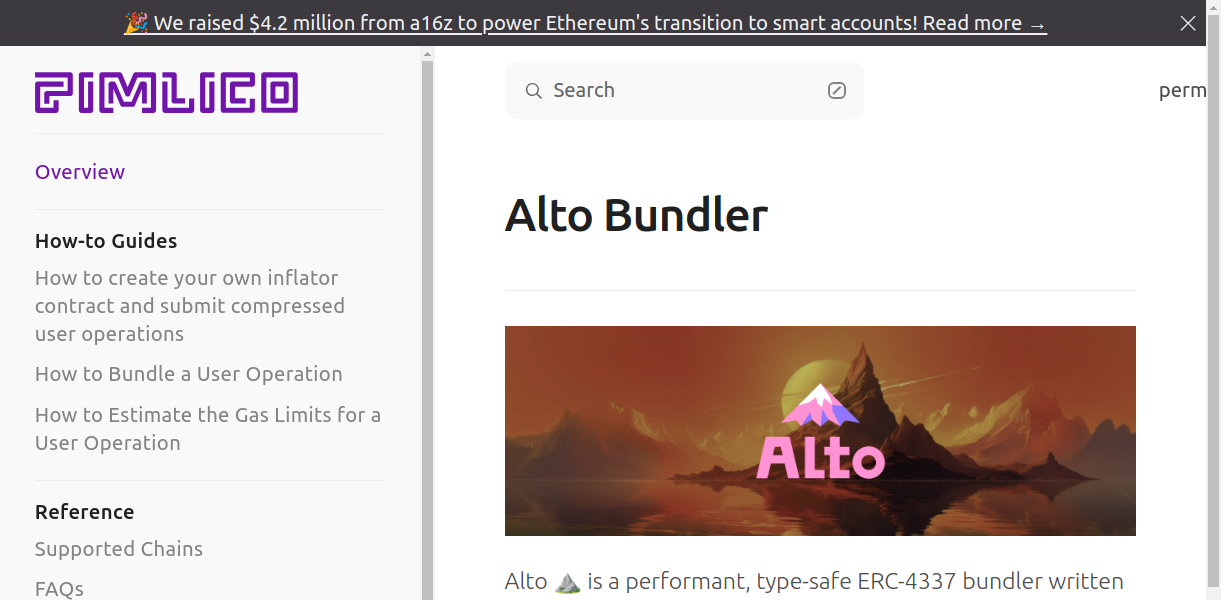 🎉 We raised $4.2 million from a16z to power Ethereum's transition to smart accounts! Read more →
PIMLICO
Overview
How-to Guides
How to create your own inflator
contract and submit compressed
user operations
How to Bundle a User Operation
How to Estimate the Gas Limits for a
User Operation
Reference
Supported Chains
FAQs
Search
perm
Alto Bundler
Alto
Alto ⛰️ is a performant, type-safe ERC-4337 bundler written